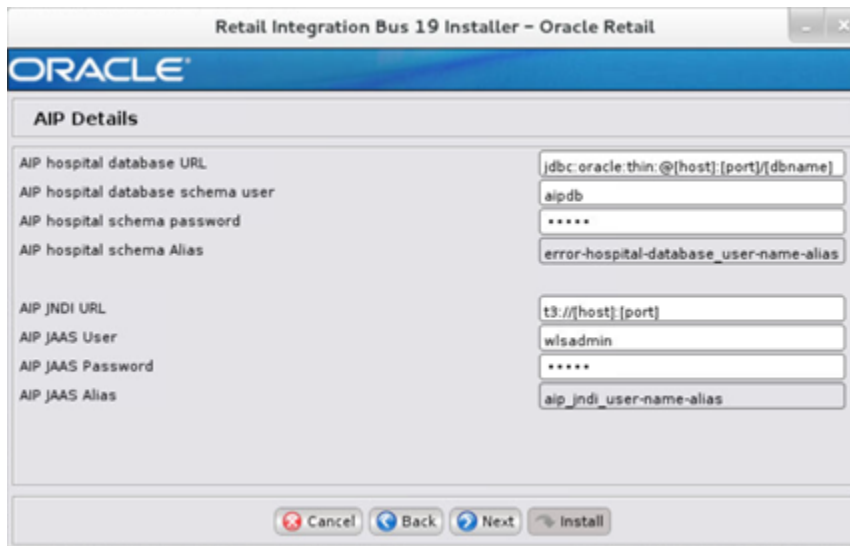 Retail Integration Bus 19 Installer – Oracle Retail
ORACLE®
AIP Details
AIP hospital database URL jdbc:oracle:thin:@[host]:[port]/[dbname]
AIP hospital database schema user aipdb
AIP hospital schema password •••••
AIP hospital schema Alias error-hospital-database_user-name-alias
AIP JNDI URL t3://[host]:[port]
AIP JAAS User wlsadmin
AIP JAAS Password •••••
AIP JAAS Alias aip_jndi_user-name-alias
Cancel Back Next Install